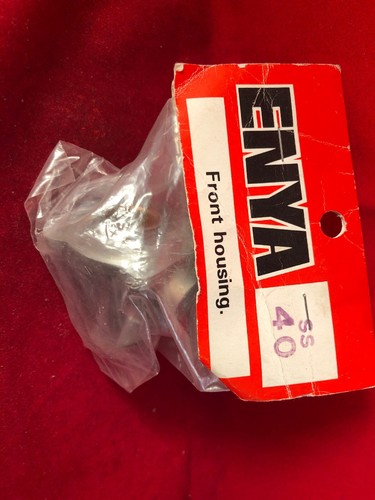 ENYA
Front housing.
SS
40